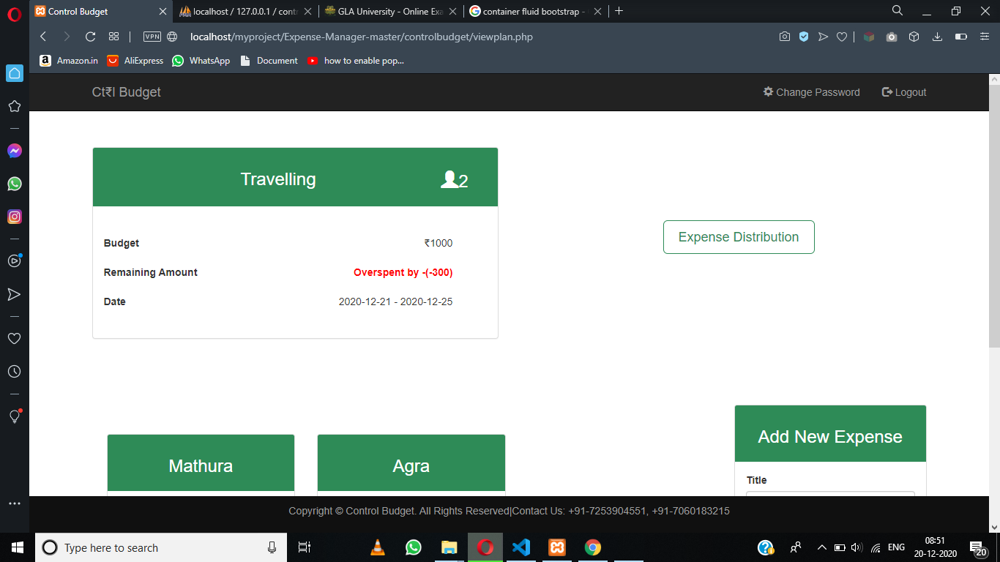 Control Budget
localhost / 127.0.0.1 / contr
GLA University - Online Exa
container fluid bootstrap -
VPN
localhost/myproject/Expense-Manager-master/controlbudget/viewplan.php
Amazon.in
AliExpress
WhatsApp
Document
how to enable pop...
Ct₹l Budget
Change Password
Logout
Travelling
2
Budget
₹1000
Remaining Amount
Overspent by -(-300)
Date
2020-12-21 - 2020-12-25
Expense Distribution
Mathura
Agra
Add New Expense
Title
Copyright © Control Budget. All Rights Reserved|Contact Us: +91-7253904551, +91-7060183215
Type here to search
ENG
08:51
20-12-2020
20